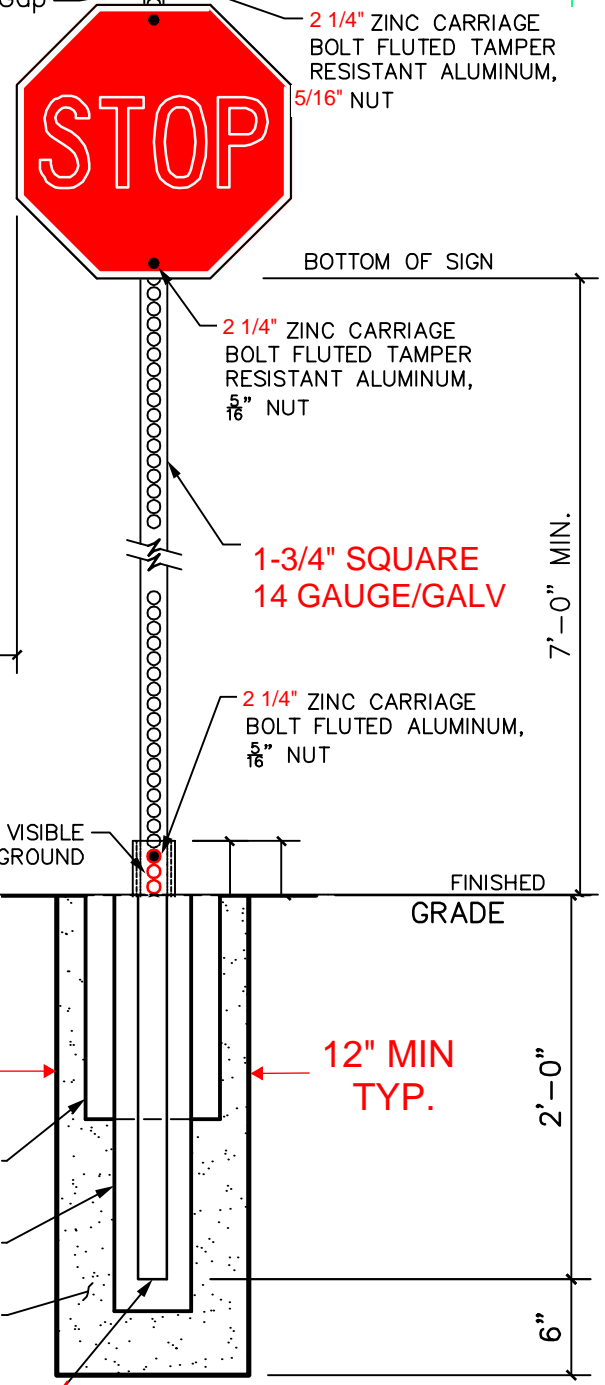 Gap
2 1/4" ZINC CARRIAGE
BOLT FLUTED TAMPER
RESISTANT ALUMINUM,
5/16" NUT
STOP
BOTTOM OF SIGN
2 1/4" ZINC CARRIAGE
BOLT FLUTED TAMPER
RESISTANT ALUMINUM,
5/16" NUT
1-3/4" SQUARE
14 GAUGE/GALV
7'-0" MIN.
2 1/4" ZINC CARRIAGE
BOLT FLUTED ALUMINUM,
5/16" NUT
VISIBLE
GROUND
FINISHED
GRADE
12" MIN
TYP.
2'-0"
6"